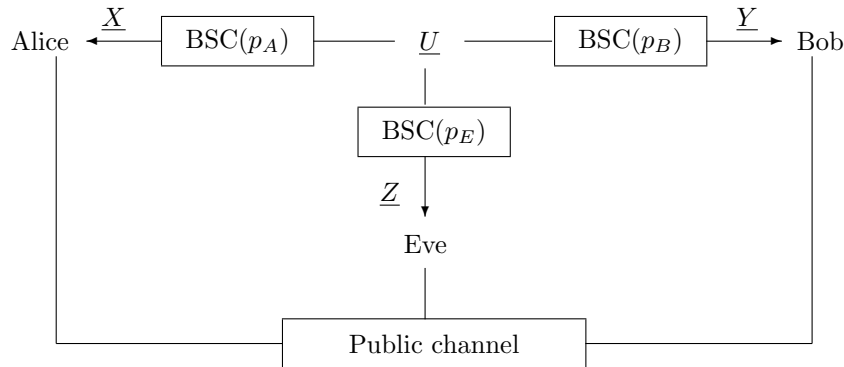 X
Y
Alice
BSC(p_A)
U
BSC(p_B)
Bob
BSC(p_E)
Z
Eve
Public channel